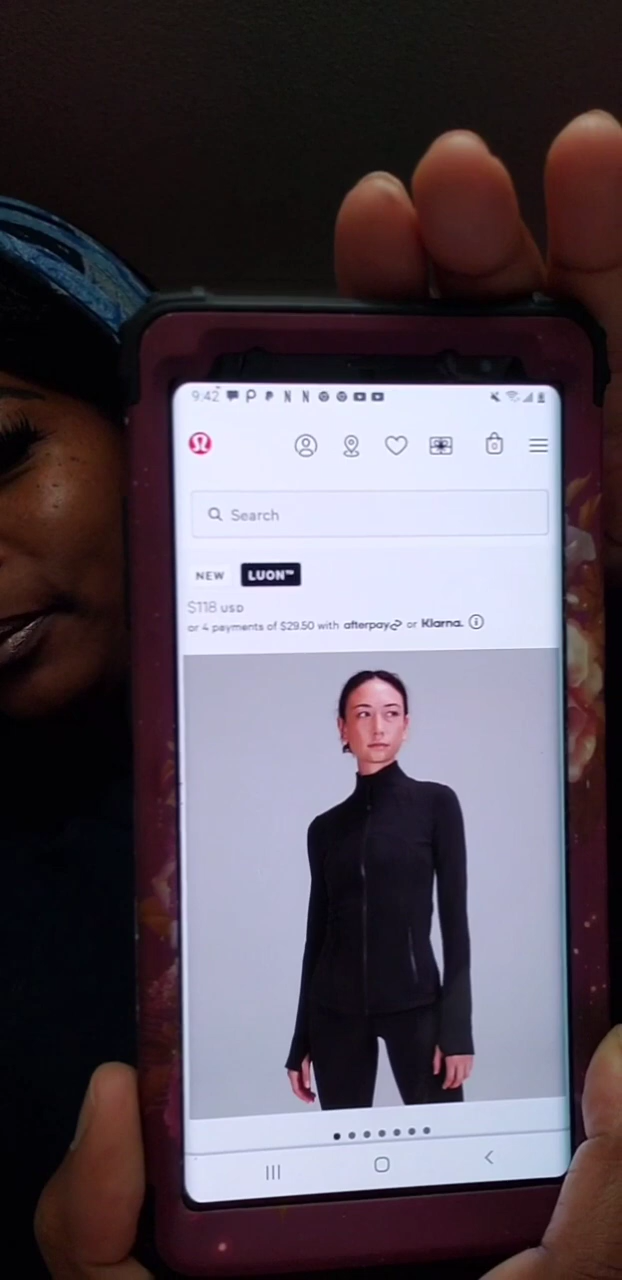 9:42
Search
NEW LUON™
$118 USD
or 4 payments of $29.50 with afterpay or Klarna.